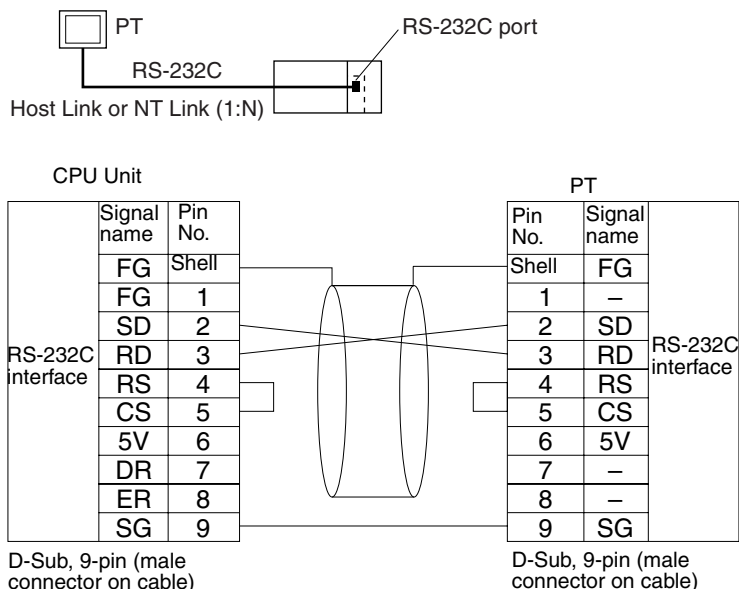 PT
RS-232C port
RS-232C
Host Link or NT Link (1:N)
CPU Unit
PT
Signal name Pin No.
Pin No. Signal name
FG Shell
Shell FG
FG 1
1 –
SD 2
2 SD
RD 3
3 RD
RS-232C interface
RS-232C interface
RS 4
4 RS
CS 5
5 CS
5V 6
6 5V
DR 7
7 –
ER 8
8 –
SG 9
9 SG
D-Sub, 9-pin (male
connector on cable)
D-Sub, 9-pin (male
connector on cable)